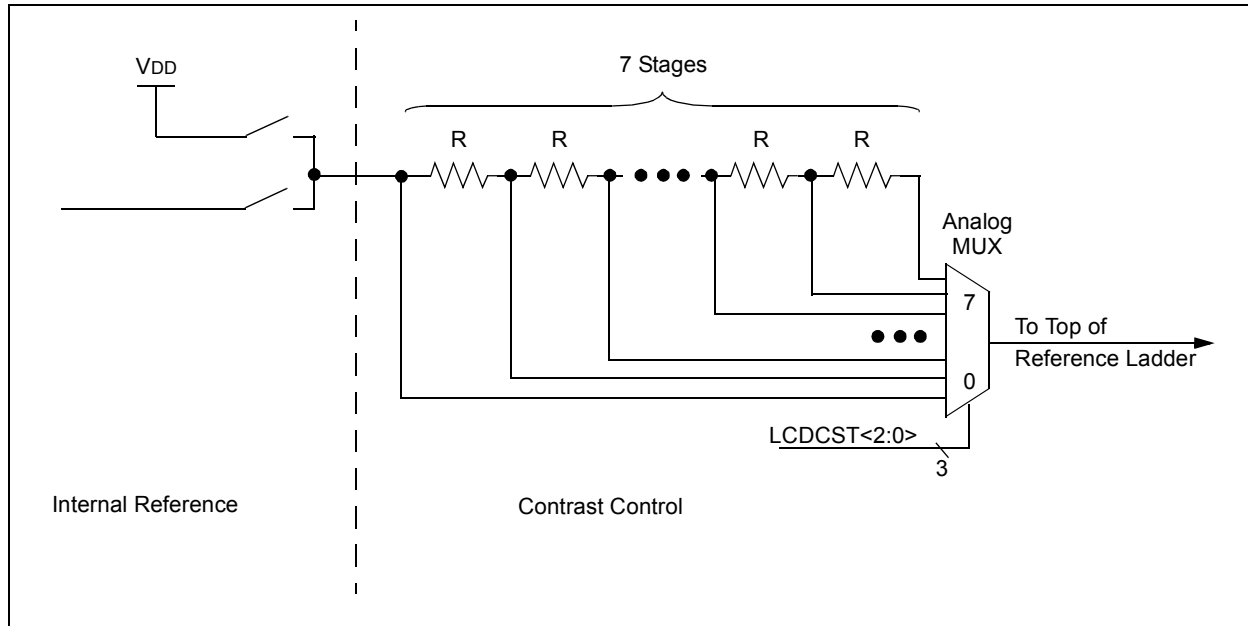 7 Stages
VDD
R
R
R
R
Analog
MUX
7
To Top of
Reference Ladder
0
LCDCST<2:0>
3
Internal Reference
Contrast Control